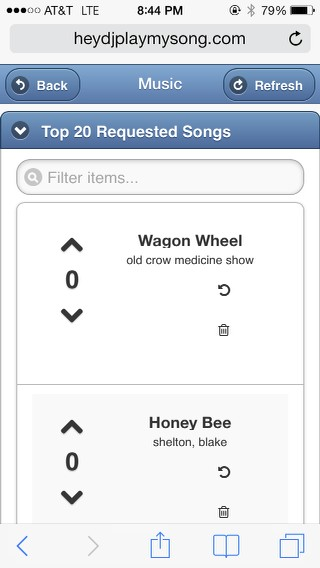 AT&T LTE 8:44 PM 79%
heydjplaymysong.com
Back Music Refresh
Top 20 Requested Songs
Filter items...
Wagon Wheel
old crow medicine show
0
Honey Bee
shelton, blake
0